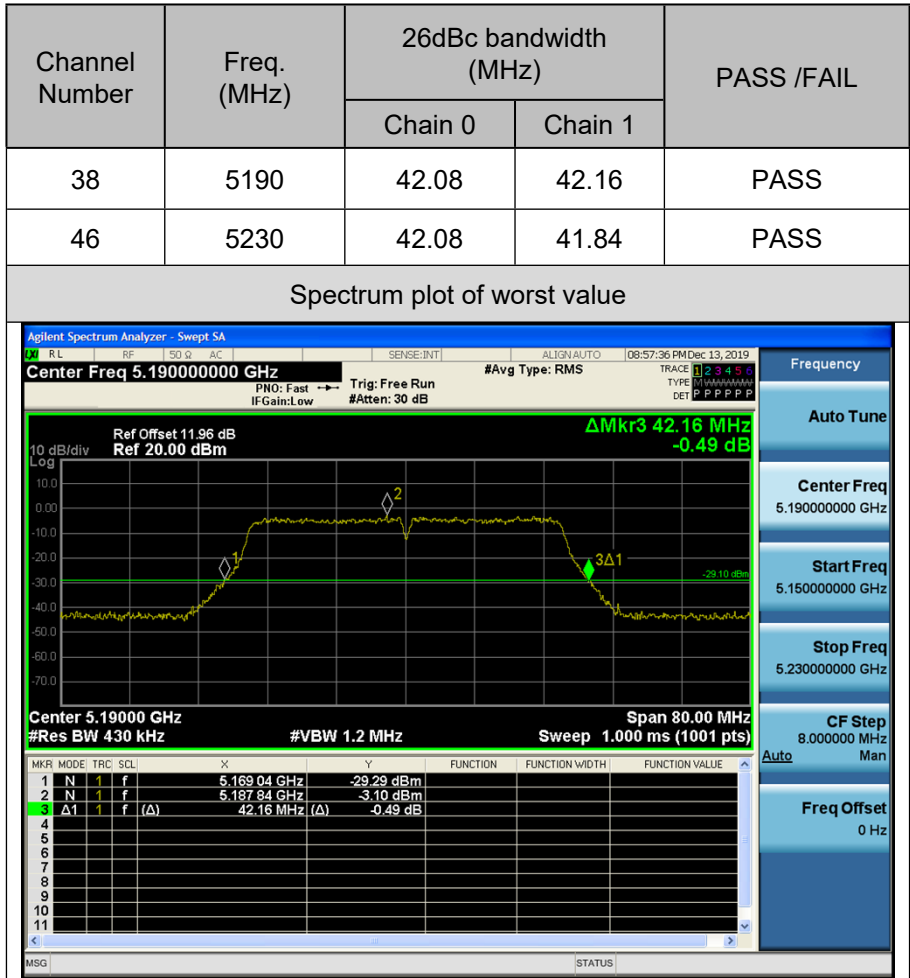 Channel Number
Freq. (MHz)
26dBc bandwidth (MHz)
PASS /FAIL
Chain 0
Chain 1
38 5190 42.08 42.16 PASS
46 5230 42.08 41.84 PASS
Spectrum plot of worst value
Agilent Spectrum Analyzer - Swept SA
LXI RL RF 50 Ω AC SENSE:INT ALIGN AUTO 08:57:36 PM Dec 13, 2019
Center Freq 5.190000000 GHz
PNO: Fast
IFGain:Low
Trig: Free Run
#Atten: 30 dB
#Avg Type: RMS
TRACE 1 2 3 4 5 6
TYPE M WWWWW
DET P P P P P P
Frequency
Auto Tune
Center Freq
5.190000000 GHz
Start Freq
5.150000000 GHz
Stop Freq
5.230000000 GHz
CF Step
8.000000 MHz
Auto Man
Freq Offset
0 Hz
ΔMkr3 42.16 MHz
-0.49 dB
Ref Offset 11.96 dB
10 dB/div Ref 20.00 dBm
Log
10.0
0.00
-10.0
-20.0
-30.0
-40.0
-50.0
-60.0
-70.0
1
2
3Δ1
-29.10 dBm
Center 5.19000 GHz Span 80.00 MHz
#Res BW 430 kHz #VBW 1.2 MHz Sweep 1.000 ms (1001 pts)
MKR MODE TRC SCL X Y FUNCTION FUNCTION WIDTH FUNCTION VALUE
1 N 1 f 5.169 04 GHz -29.29 dBm
2 N 1 f 5.187 84 GHz -3.10 dBm
3 Δ1 1 f (Δ) 42.16 MHz (Δ) -0.49 dB
4
5
6
7
8
9
10
11
MSG STATUS